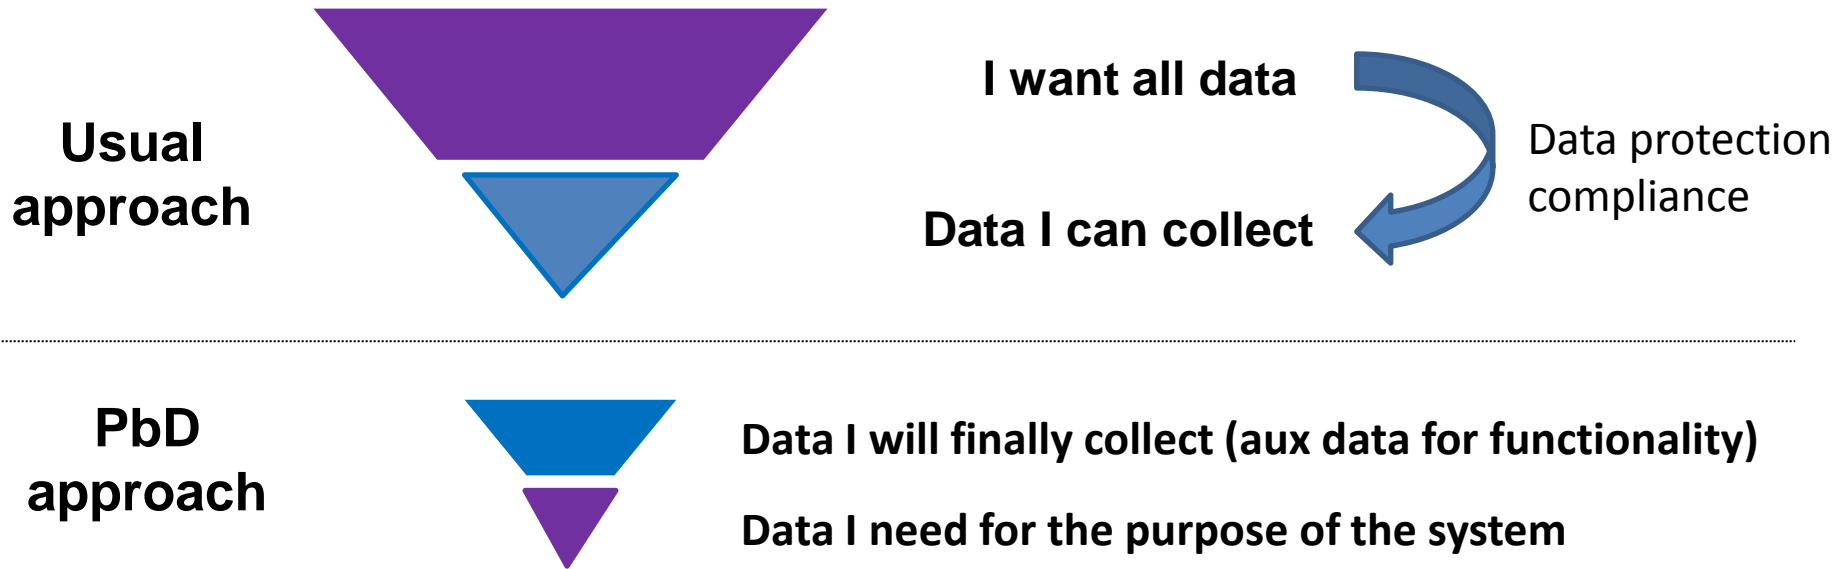 I want all data
Usual
approach
Data protection
compliance
Data I can collect
PbD
approach
Data I will finally collect (aux data for functionality)
Data I need for the purpose of the system